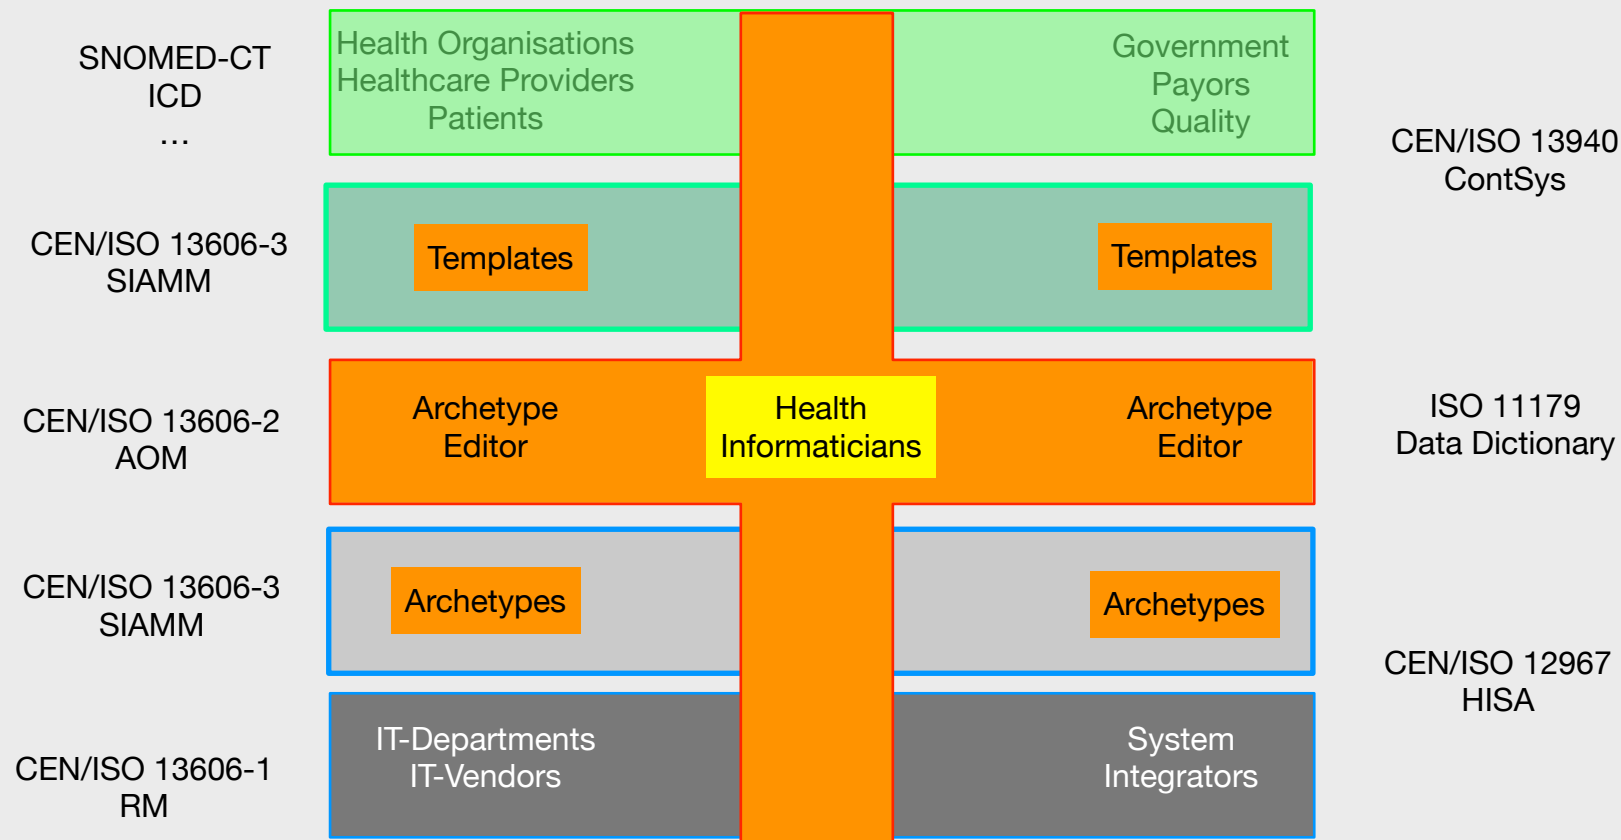 SNOMED-CT
ICD
...
Health Organisations
Healthcare Providers
Patients
Government
Payors
Quality
CEN/ISO 13940
ContSys
CEN/ISO 13606-3
SIAMM
Templates
Templates
CEN/ISO 13606-2
AOM
Archetype
Editor
Health
Informaticians
Archetype
Editor
ISO 11179
Data Dictionary
CEN/ISO 13606-3
SIAMM
Archetypes
Archetypes
CEN/ISO 12967
HISA
CEN/ISO 13606-1
RM
IT-Departments
IT-Vendors
System
Integrators